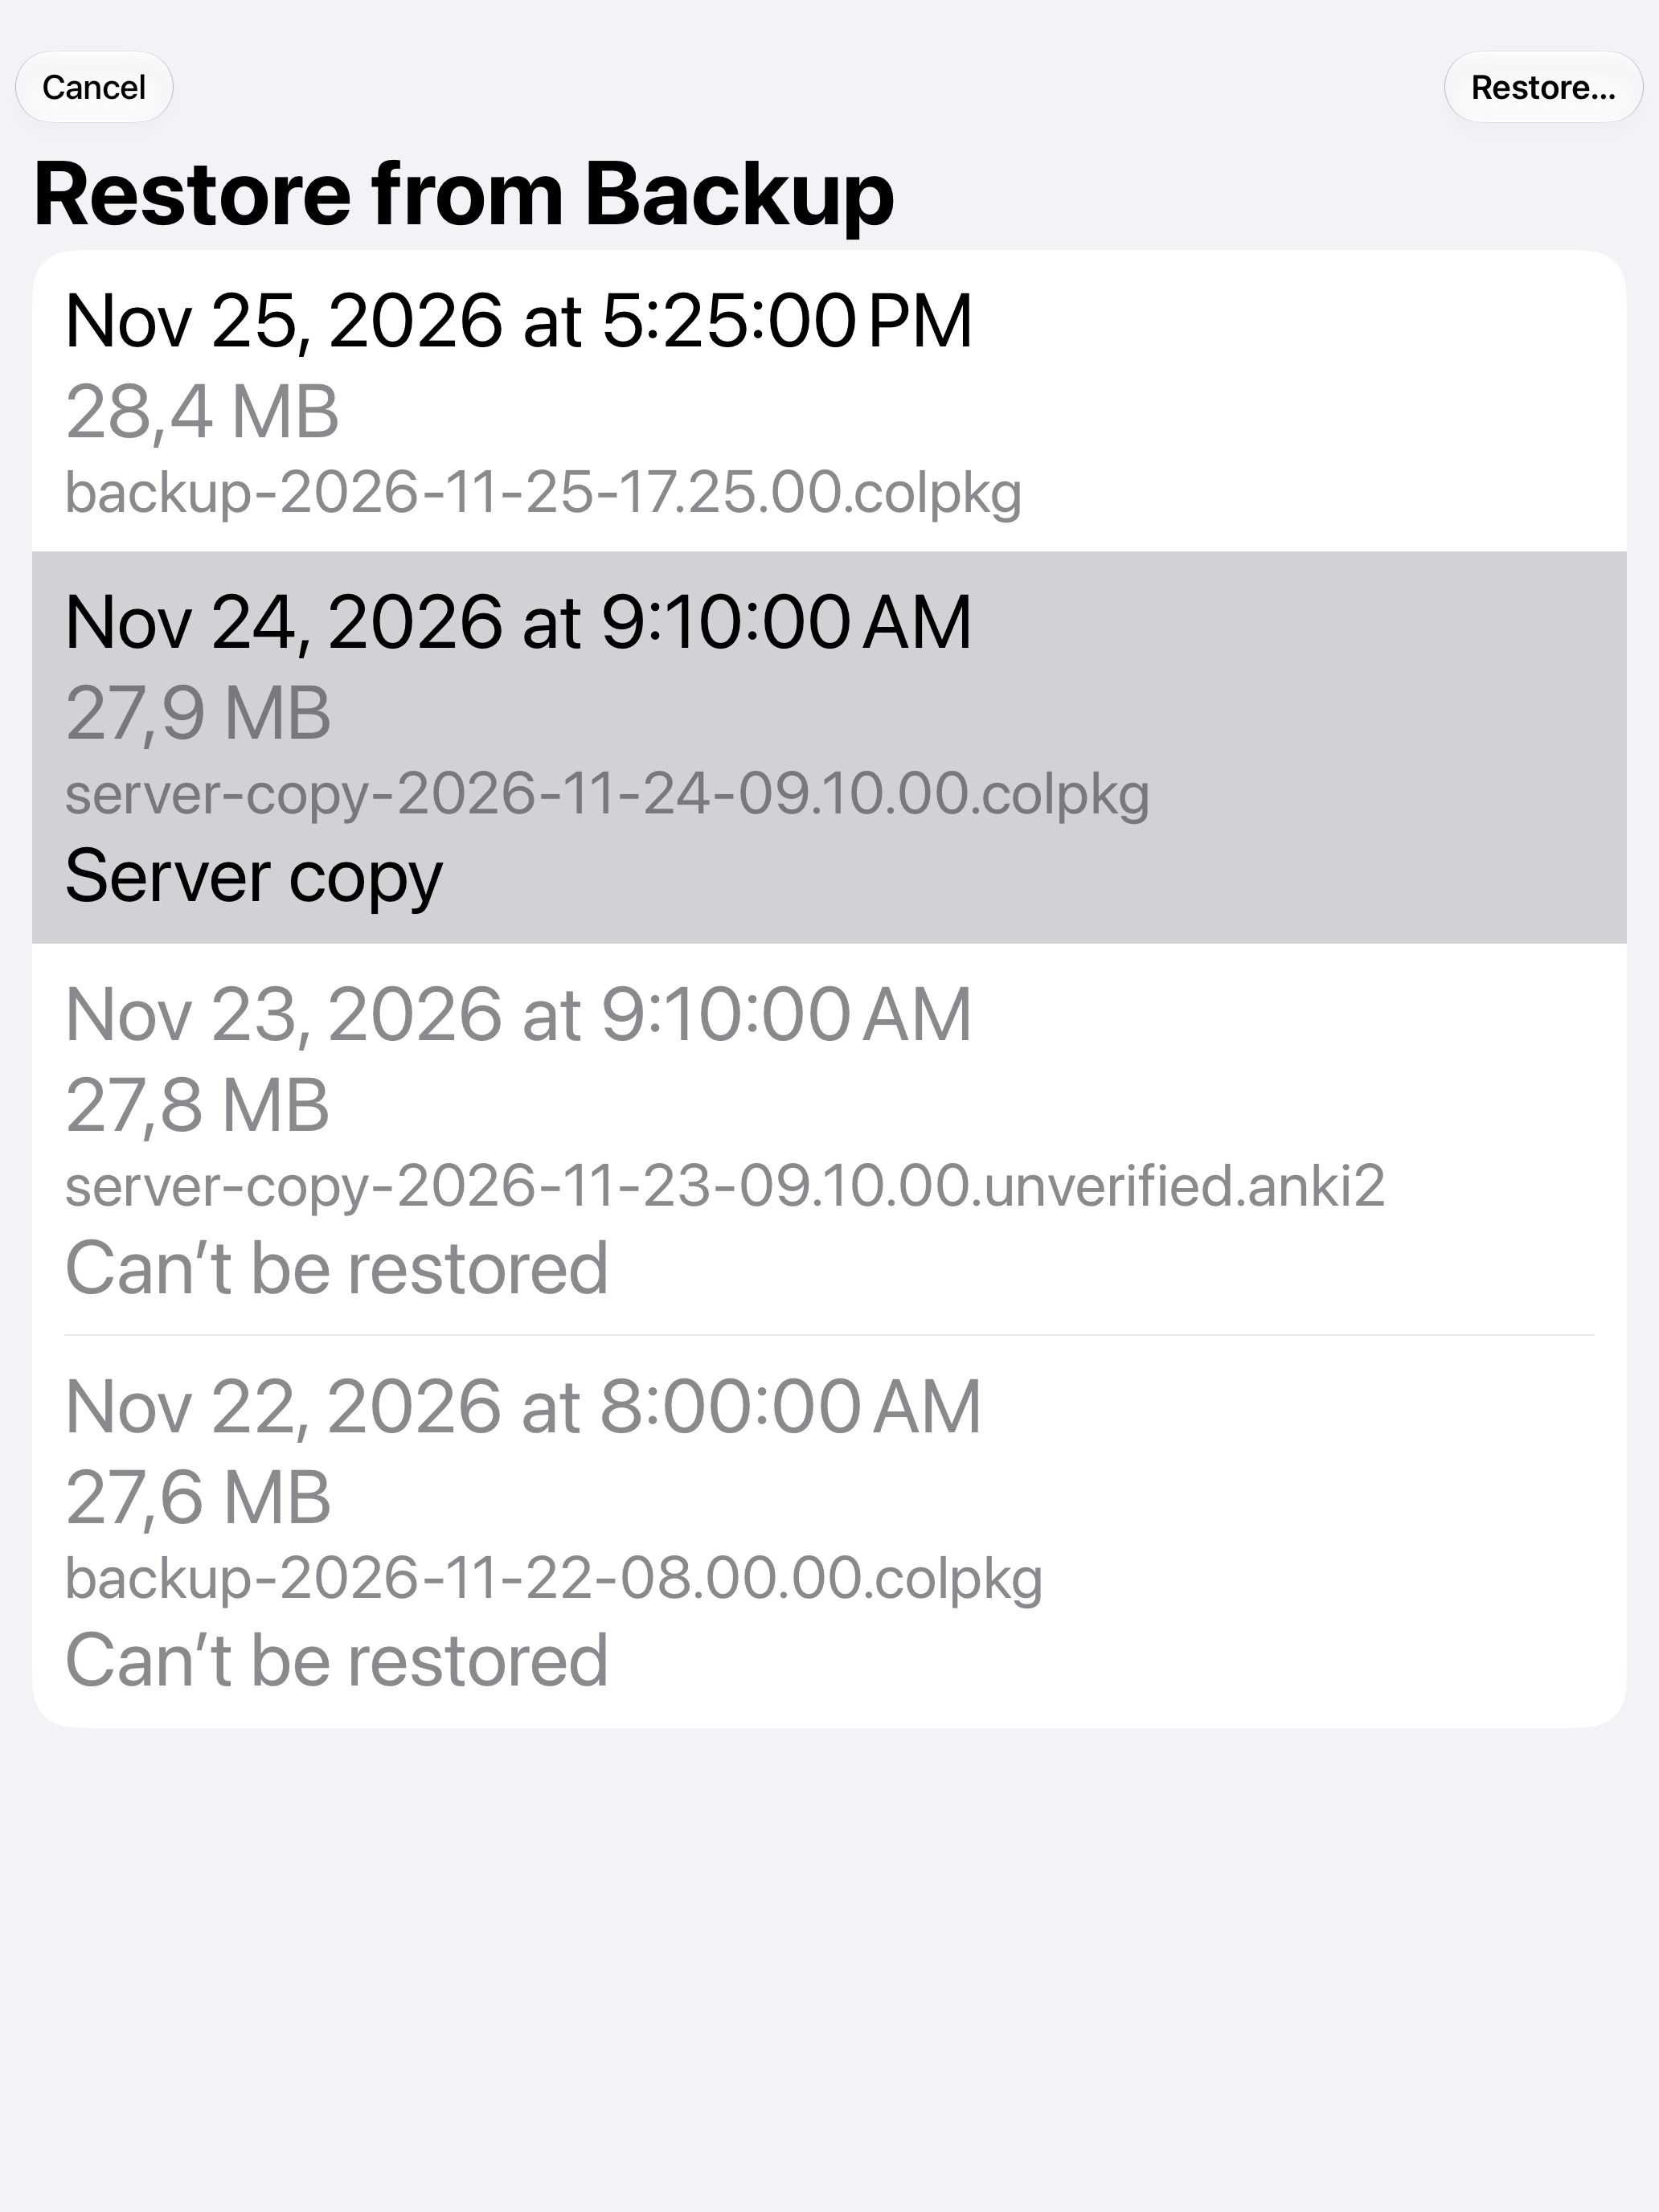 Cancel
Restore...
Restore from Backup
Nov 25, 2026 at 5:25:00 PM
28,4 MB
backup-2026-11-25-17.25.00.colpkg
Nov 24, 2026 at 9:10:00 AM
27,9 MB
server-copy-2026-11-24-09.10.00.colpkg
Server copy
Nov 23, 2026 at 9:10:00 AM
27,8 MB
server-copy-2026-11-23-09.10.00.unverified.anki2
Can’t be restored
Nov 22, 2026 at 8:00:00 AM
27,6 MB
backup-2026-11-22-08.00.00.colpkg
Can’t be restored